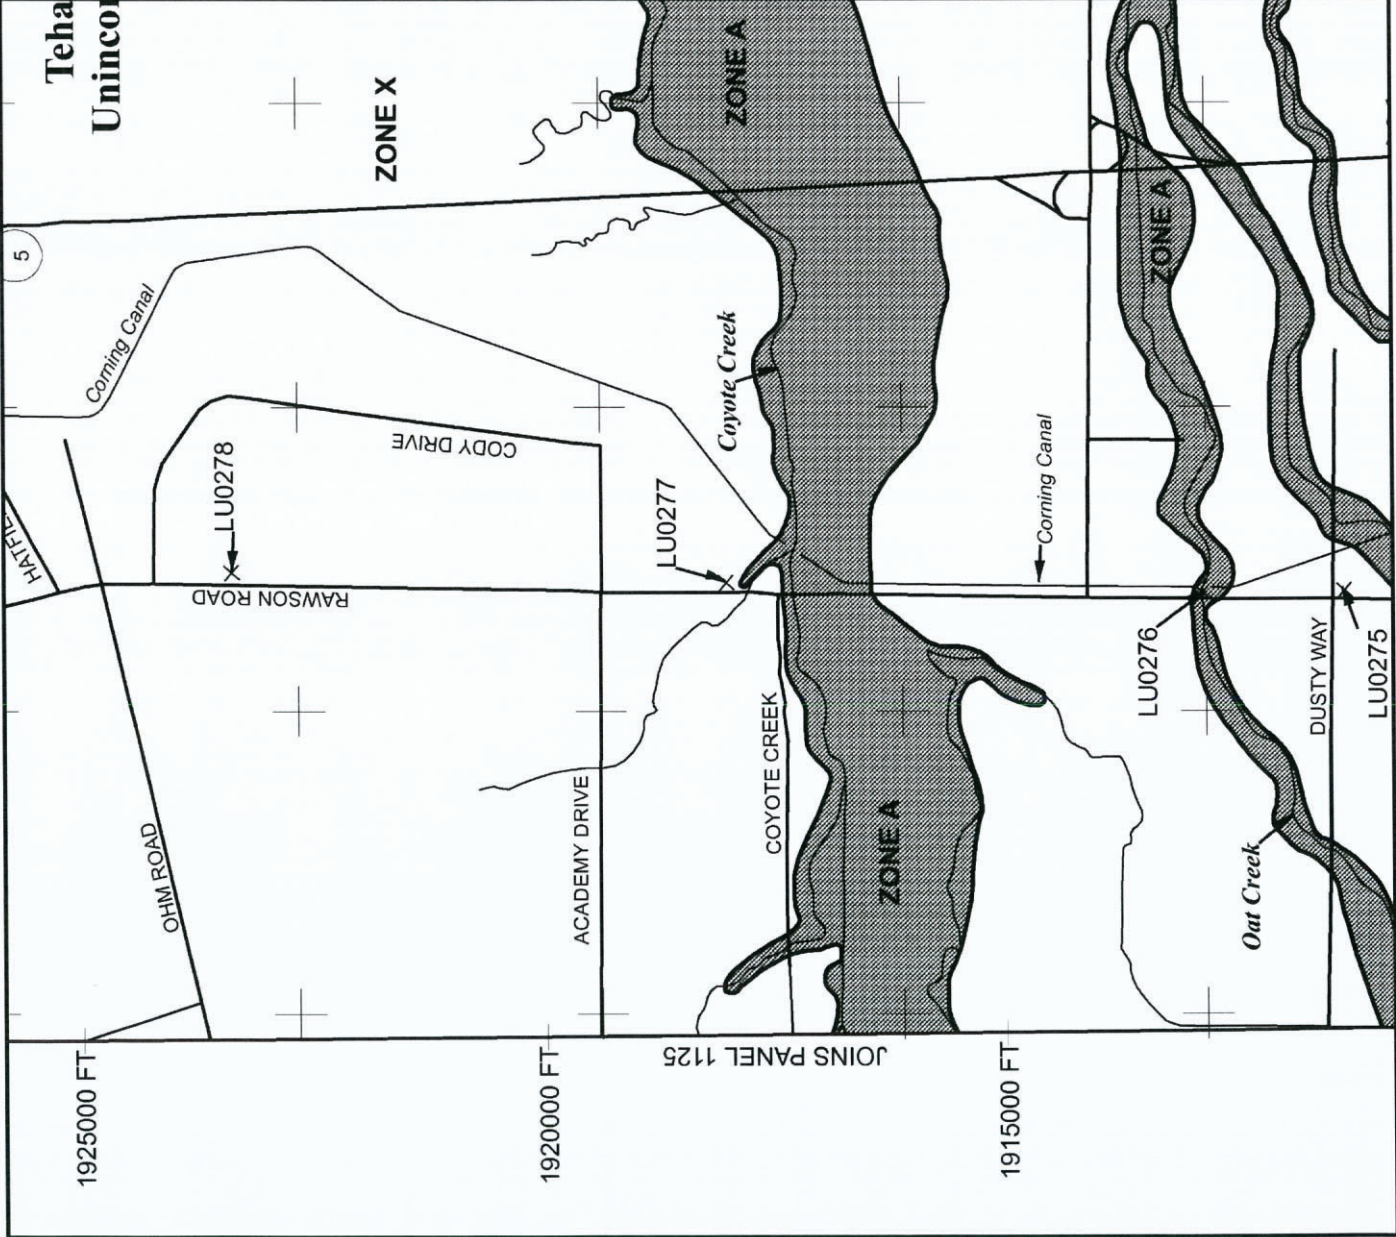 Teha
Unincor
ZONE X
ZONE A
ZONE A
5
Corning Canal
Coyote Creek
CODY DRIVE
LU0278
LU0277
Corning Canal
HATFIE
RAWSON ROAD
LU0276
DUSTY WAY
LU0275
OHM ROAD
ACADEMY DRIVE
COYOTE CREEK
ZONE A
Oat Creek
JOINS PANEL 1125
1925000 FT
1920000 FT
1915000 FT